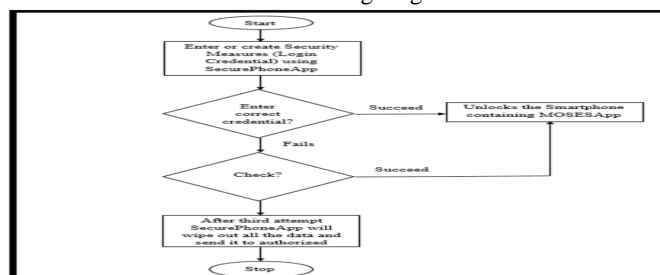 Start
Enter or create Security
Measures (Login
Credential) using
SecurePhoneApp
Enter
correct
credential?
Succeed
Unlocks the Smartphone
containing MOSESApp
Fails
Check?
Succeed
After third attempt
SecurePhoneApp will
wipe out all the data and
send it to authorized
Stop